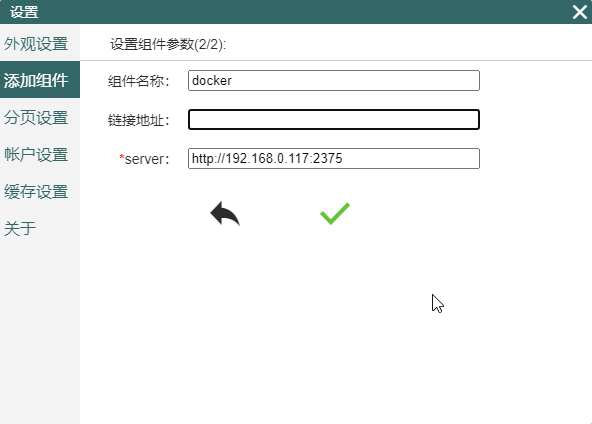 设置
外观设置
添加组件
分页设置
帐户设置
缓存设置
关于
设置组件参数(2/2):
组件名称： docker
链接地址：
*server： http://192.168.0.117:2375